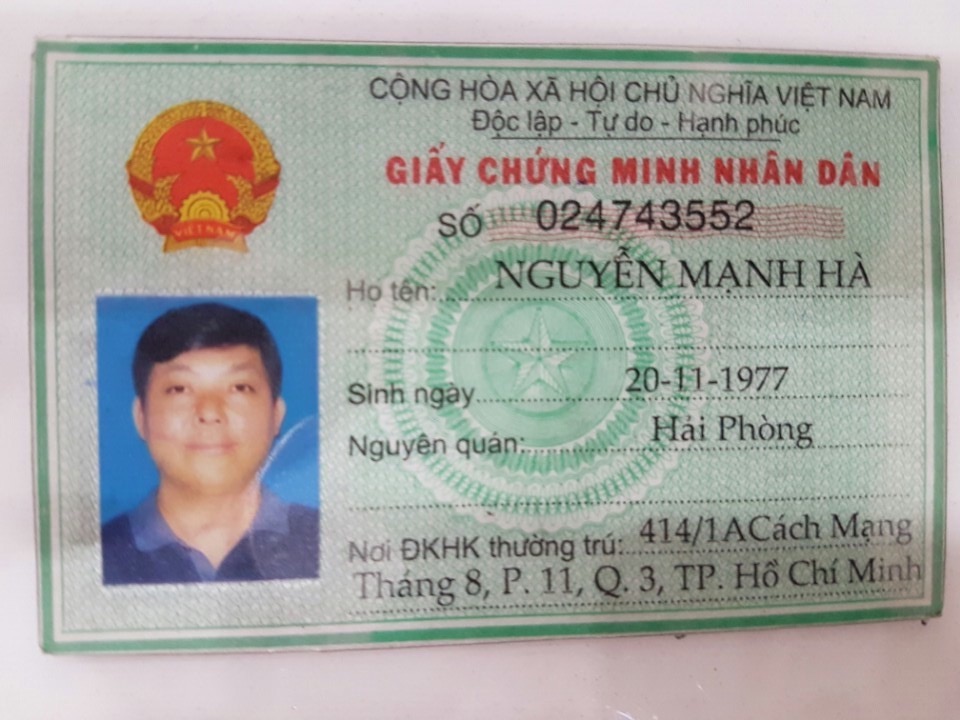 CỘNG HÒA XÃ HỘI CHỦ NGHĨA VIỆT NAM
Độc lập - Tự do - Hạnh phúc
GIẤY CHỨNG MINH NHÂN DÂN
SỐ 024743552
VIỆT NAM
Họ tên: NGUYỄN MẠNH HÀ
Sinh ngày 20-11-1977
Nguyên quán: Hải Phòng
Nơi ĐKHK thường trú: 414/1ACách Mạng
Tháng 8, P. 11, Q. 3, TP. Hồ Chí Minh